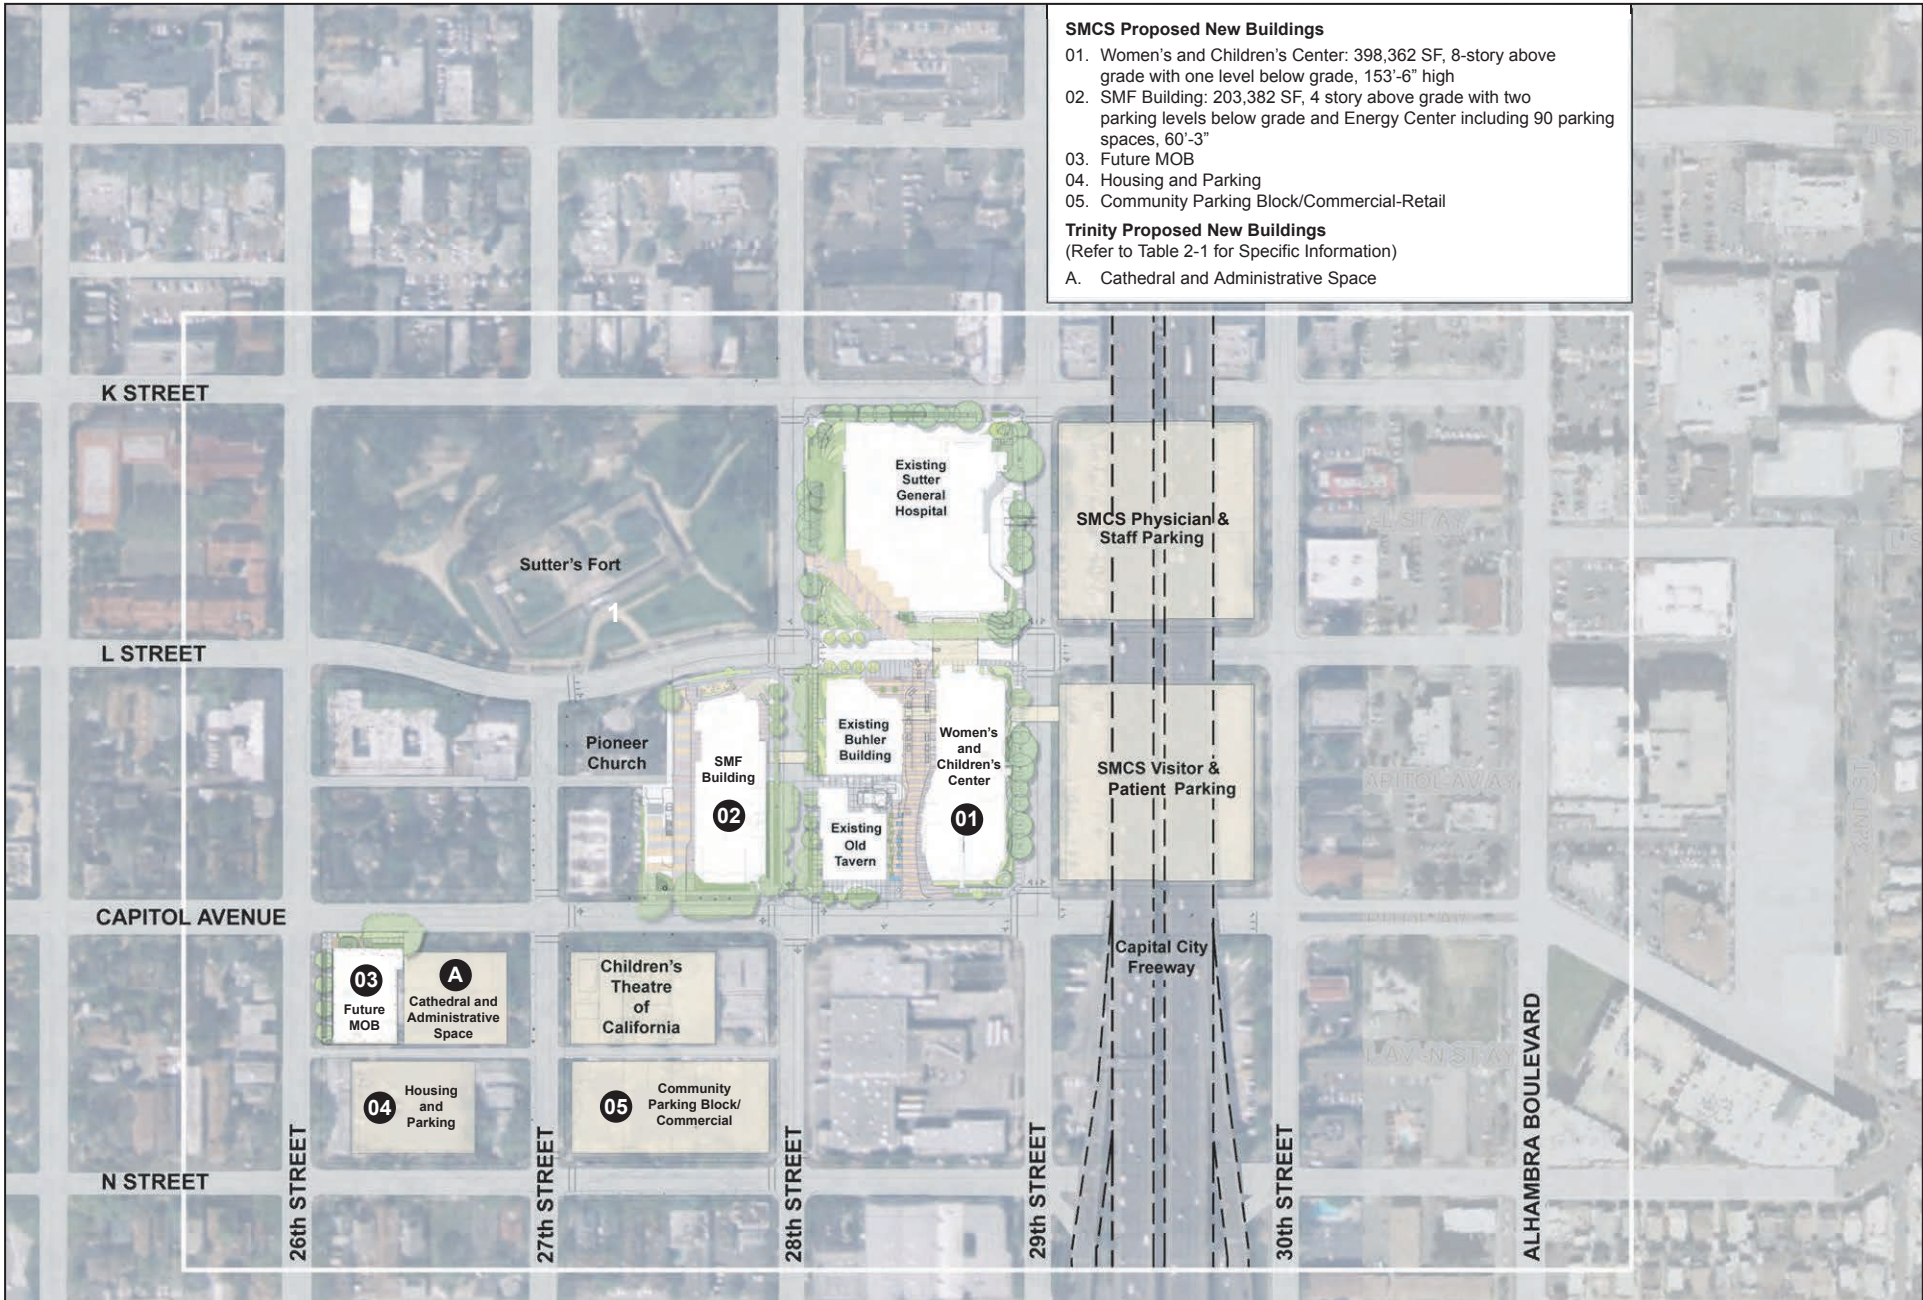 SMCS Proposed New Buildings
01. Women's and Children's Center: 398,362 SF, 8-story above
grade with one level below grade, 153'-6" high
02. SMF Building: 203,382 SF, 4 story above grade with two
parking levels below grade and Energy Center including 90 parking
spaces, 60'-3"
03. Future MOB
04. Housing and Parking
05. Community Parking Block/Commercial-Retail
Trinity Proposed New Buildings
(Refer to Table 2-1 for Specific Information)
A. Cathedral and Administrative Space
K STREET
Existing
Sutter
General
Hospital
SMCS Physician &
Staff Parking
Sutter's Fort
1
L STREET
Pioneer
Church
SMF
Building
02
Existing
Buhler
Building
Existing
Old
Tavern
Women's
and
Children's
Center
01
SMCS Visitor &
Patient Parking
CAPITOL AVENUE
03
Future
MOB
A
Cathedral and
Administrative
Space
Children's
Theatre
of
California
Capital City
Freeway
04
Housing
and
Parking
05
Community
Parking Block/
Commercial
N STREET
26th STREET
27th STREET
28th STREET
29th STREET
30th STREET
ALHAMBRA BOULEVARD